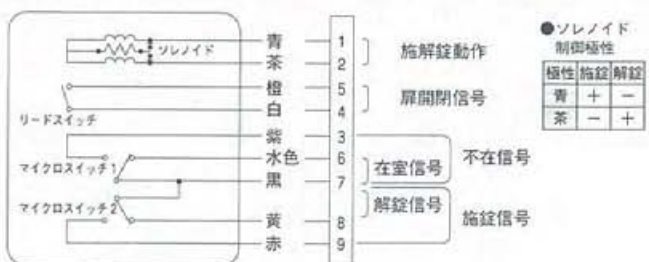 ソレノイド
リードスイッチ
マイクロスイッチ1
マイクロスイッチ2
青 1
茶 2
橙 5
白 4
紫 3
水色 6
黒 7
黄 8
赤 9
施解錠動作
扉開閉信号
在室信号
不在信号
解錠信号
施錠信号
●ソレノイド
制御極性
極性 施錠 解錠
青 + −
茶 − +